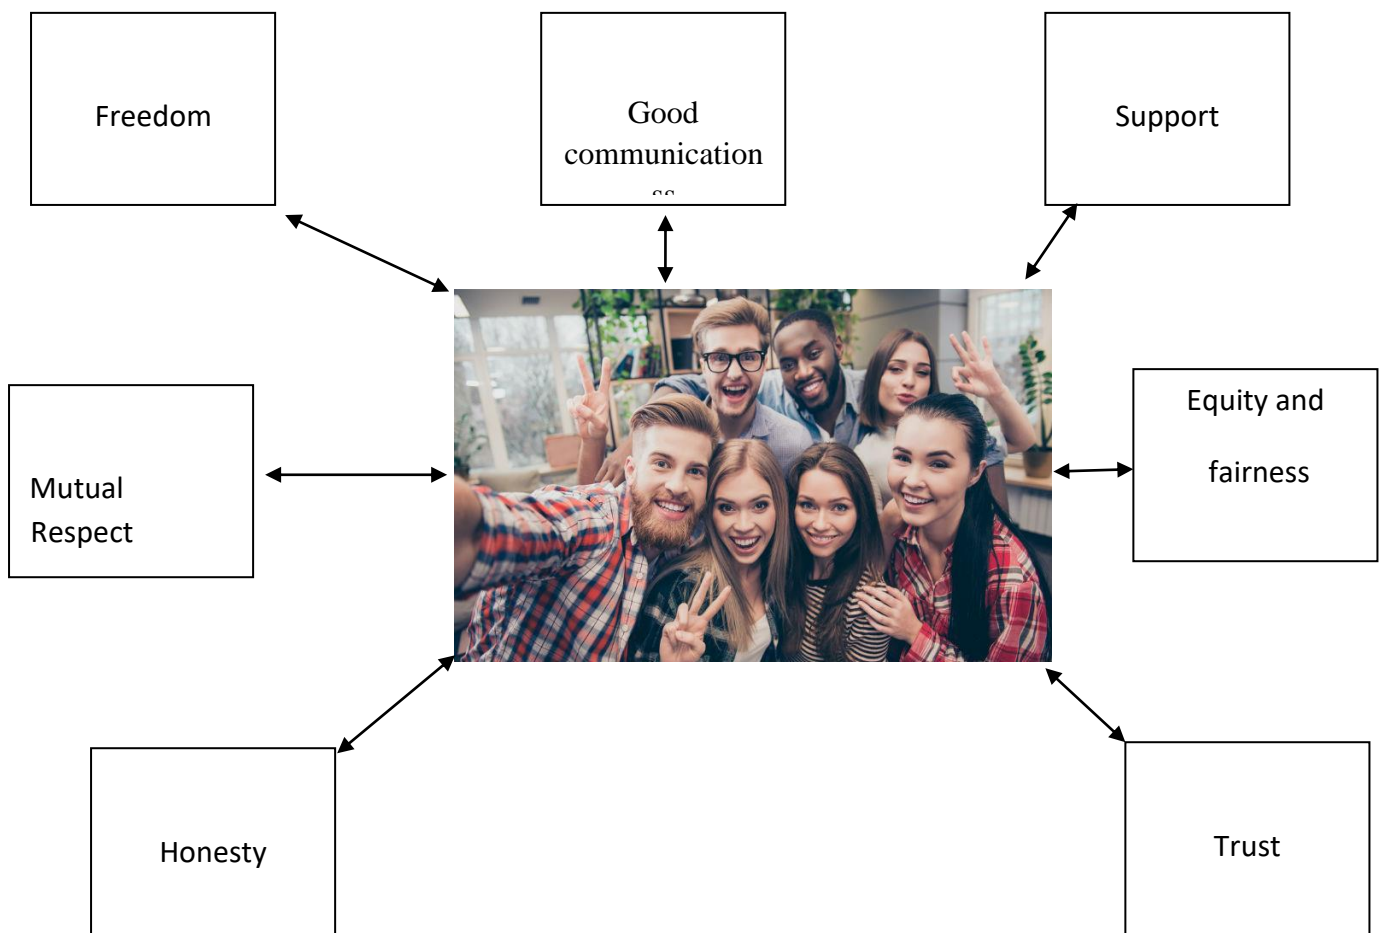 Freedom
Good
communication
Support
Mutual
Respect
Equity and
fairness
Honesty
Trust